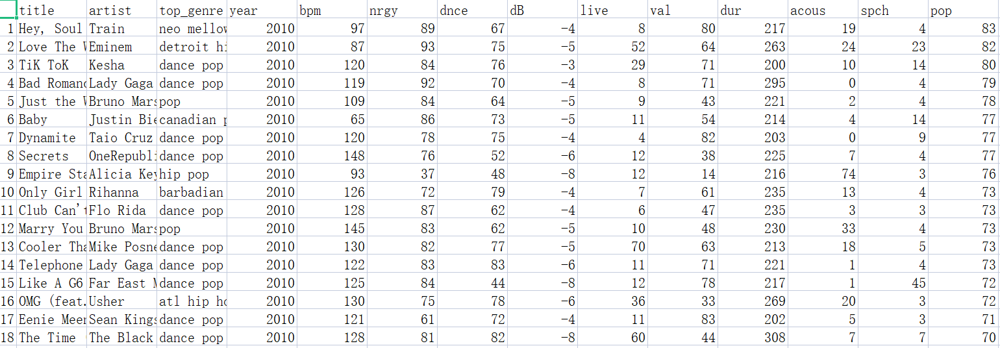 title artist top_genre year bpm nrgy dnce dB live val dur acous spch pop
1 Hey, Soul Train neo mellow 2010 97 89 67 -4 8 80 217 19 4 83
2 Love The Eminem detroit hi 2010 87 93 75 -5 52 64 263 24 23 82
3 TiK ToK Kesha dance pop 2010 120 84 76 -3 29 71 200 10 14 80
4 Bad Romanc Lady Gaga dance pop 2010 119 92 70 -4 8 71 295 0 4 79
5 Just the Bruno Mars pop 2010 109 84 64 -5 9 43 221 2 4 78
6 Baby Justin Bie canadian p 2010 65 86 73 -5 11 54 214 4 14 77
7 Dynamite Taio Cruz dance pop 2010 120 78 75 -4 4 82 203 0 9 77
8 Secrets OneRepubli dance pop 2010 148 76 52 -6 12 38 225 7 4 77
9 Empire Sta Alicia Key hip pop 2010 93 37 48 -8 12 14 216 74 3 76
10 Only Girl Rihanna barbadian 2010 126 72 79 -4 7 61 235 13 4 73
11 Club Can't Flo Rida dance pop 2010 128 87 62 -4 6 47 235 3 3 73
12 Marry You Bruno Mars pop 2010 145 83 62 -5 10 48 230 33 4 73
13 Cooler Tha Mike Posne dance pop 2010 130 82 77 -5 70 63 213 18 5 73
14 Telephone Lady Gaga dance pop 2010 122 83 83 -6 11 71 221 1 4 73
15 Like A G6 Far East M dance pop 2010 125 84 44 -8 12 78 217 1 45 72
16 OMG (feat. Usher atl hip ho 2010 130 75 78 -6 36 33 269 20 3 72
17 Eenie Meen Sean Kings dance pop 2010 121 61 72 -4 11 83 202 5 3 71
18 The Time The Black dance pop 2010 128 81 82 -8 60 44 308 7 7 70